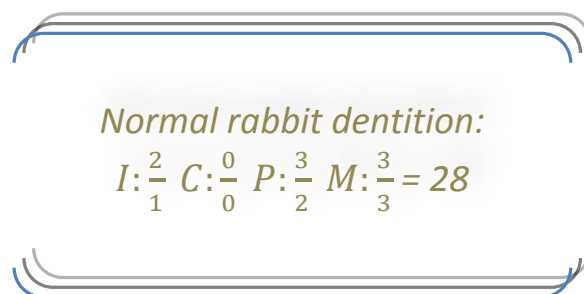 Normal rabbit dentition:
I: 2/1 C: 0/0 P: 3/2 M: 3/3 = 28